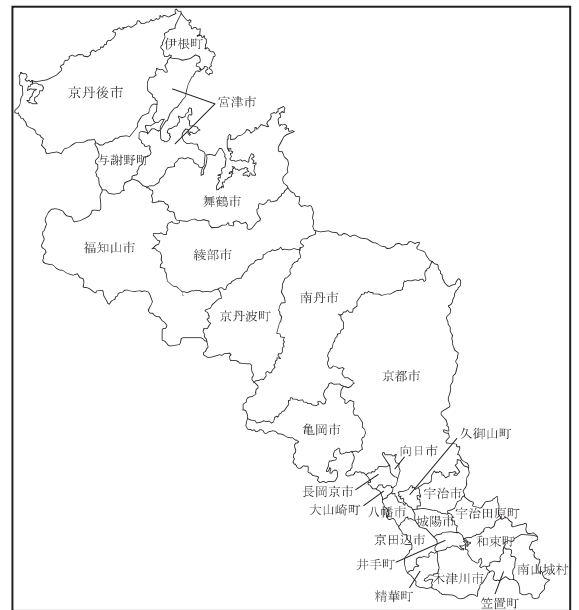 伊根町
京丹後市
宮津市
与謝野町
舞鶴市
福知山市
綾部市
南丹市
京丹波町
京都市
亀岡市
久御山町
向日市
長岡京市
宇治市
大山崎町
八幡市
城陽市
宇治田原町
京田辺市
和束町
井手町
南山城村
木津川市
精華町
笠置町